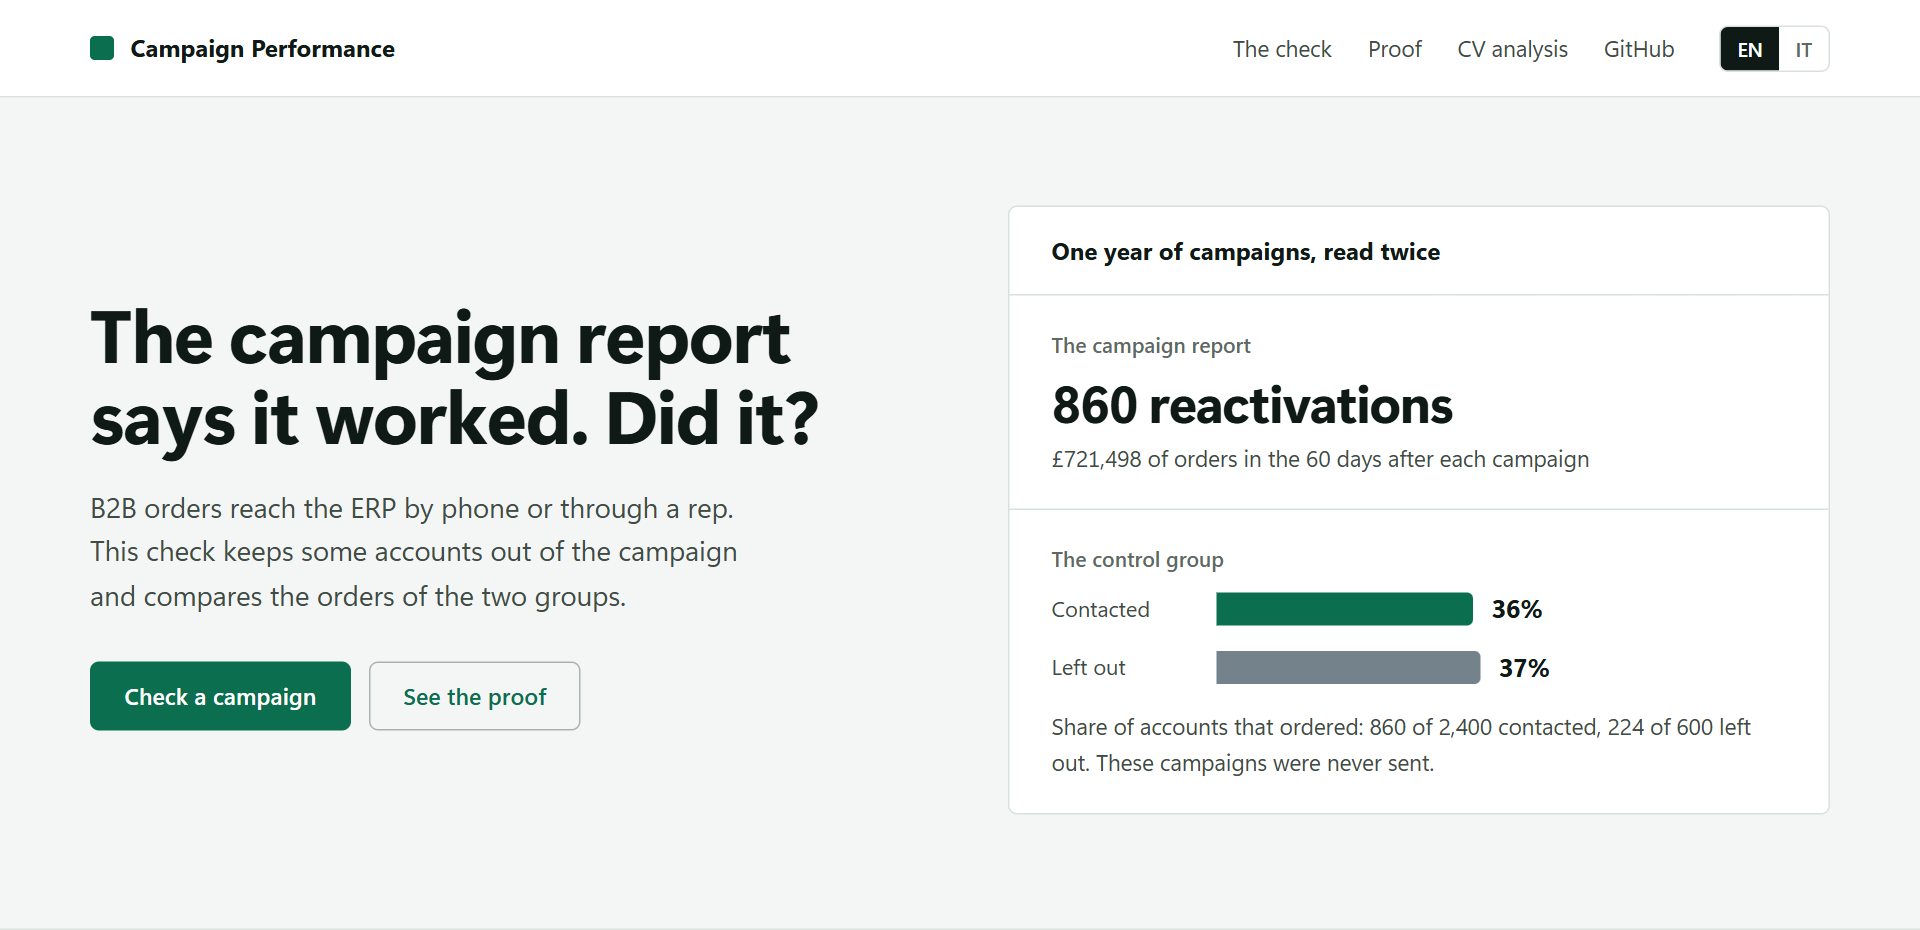 Campaign Performance
The check
Proof
CV analysis
GitHub
EN
IT
The campaign report
says it worked. Did it?
B2B orders reach the ERP by phone or through a rep.
This check keeps some accounts out of the campaign
and compares the orders of the two groups.
Check a campaign
See the proof
One year of campaigns, read twice
The campaign report
860 reactivations
£721,498 of orders in the 60 days after each campaign
The control group
Contacted
36%
Left out
37%
Share of accounts that ordered: 860 of 2,400 contacted, 224 of 600 left
out. These campaigns were never sent.